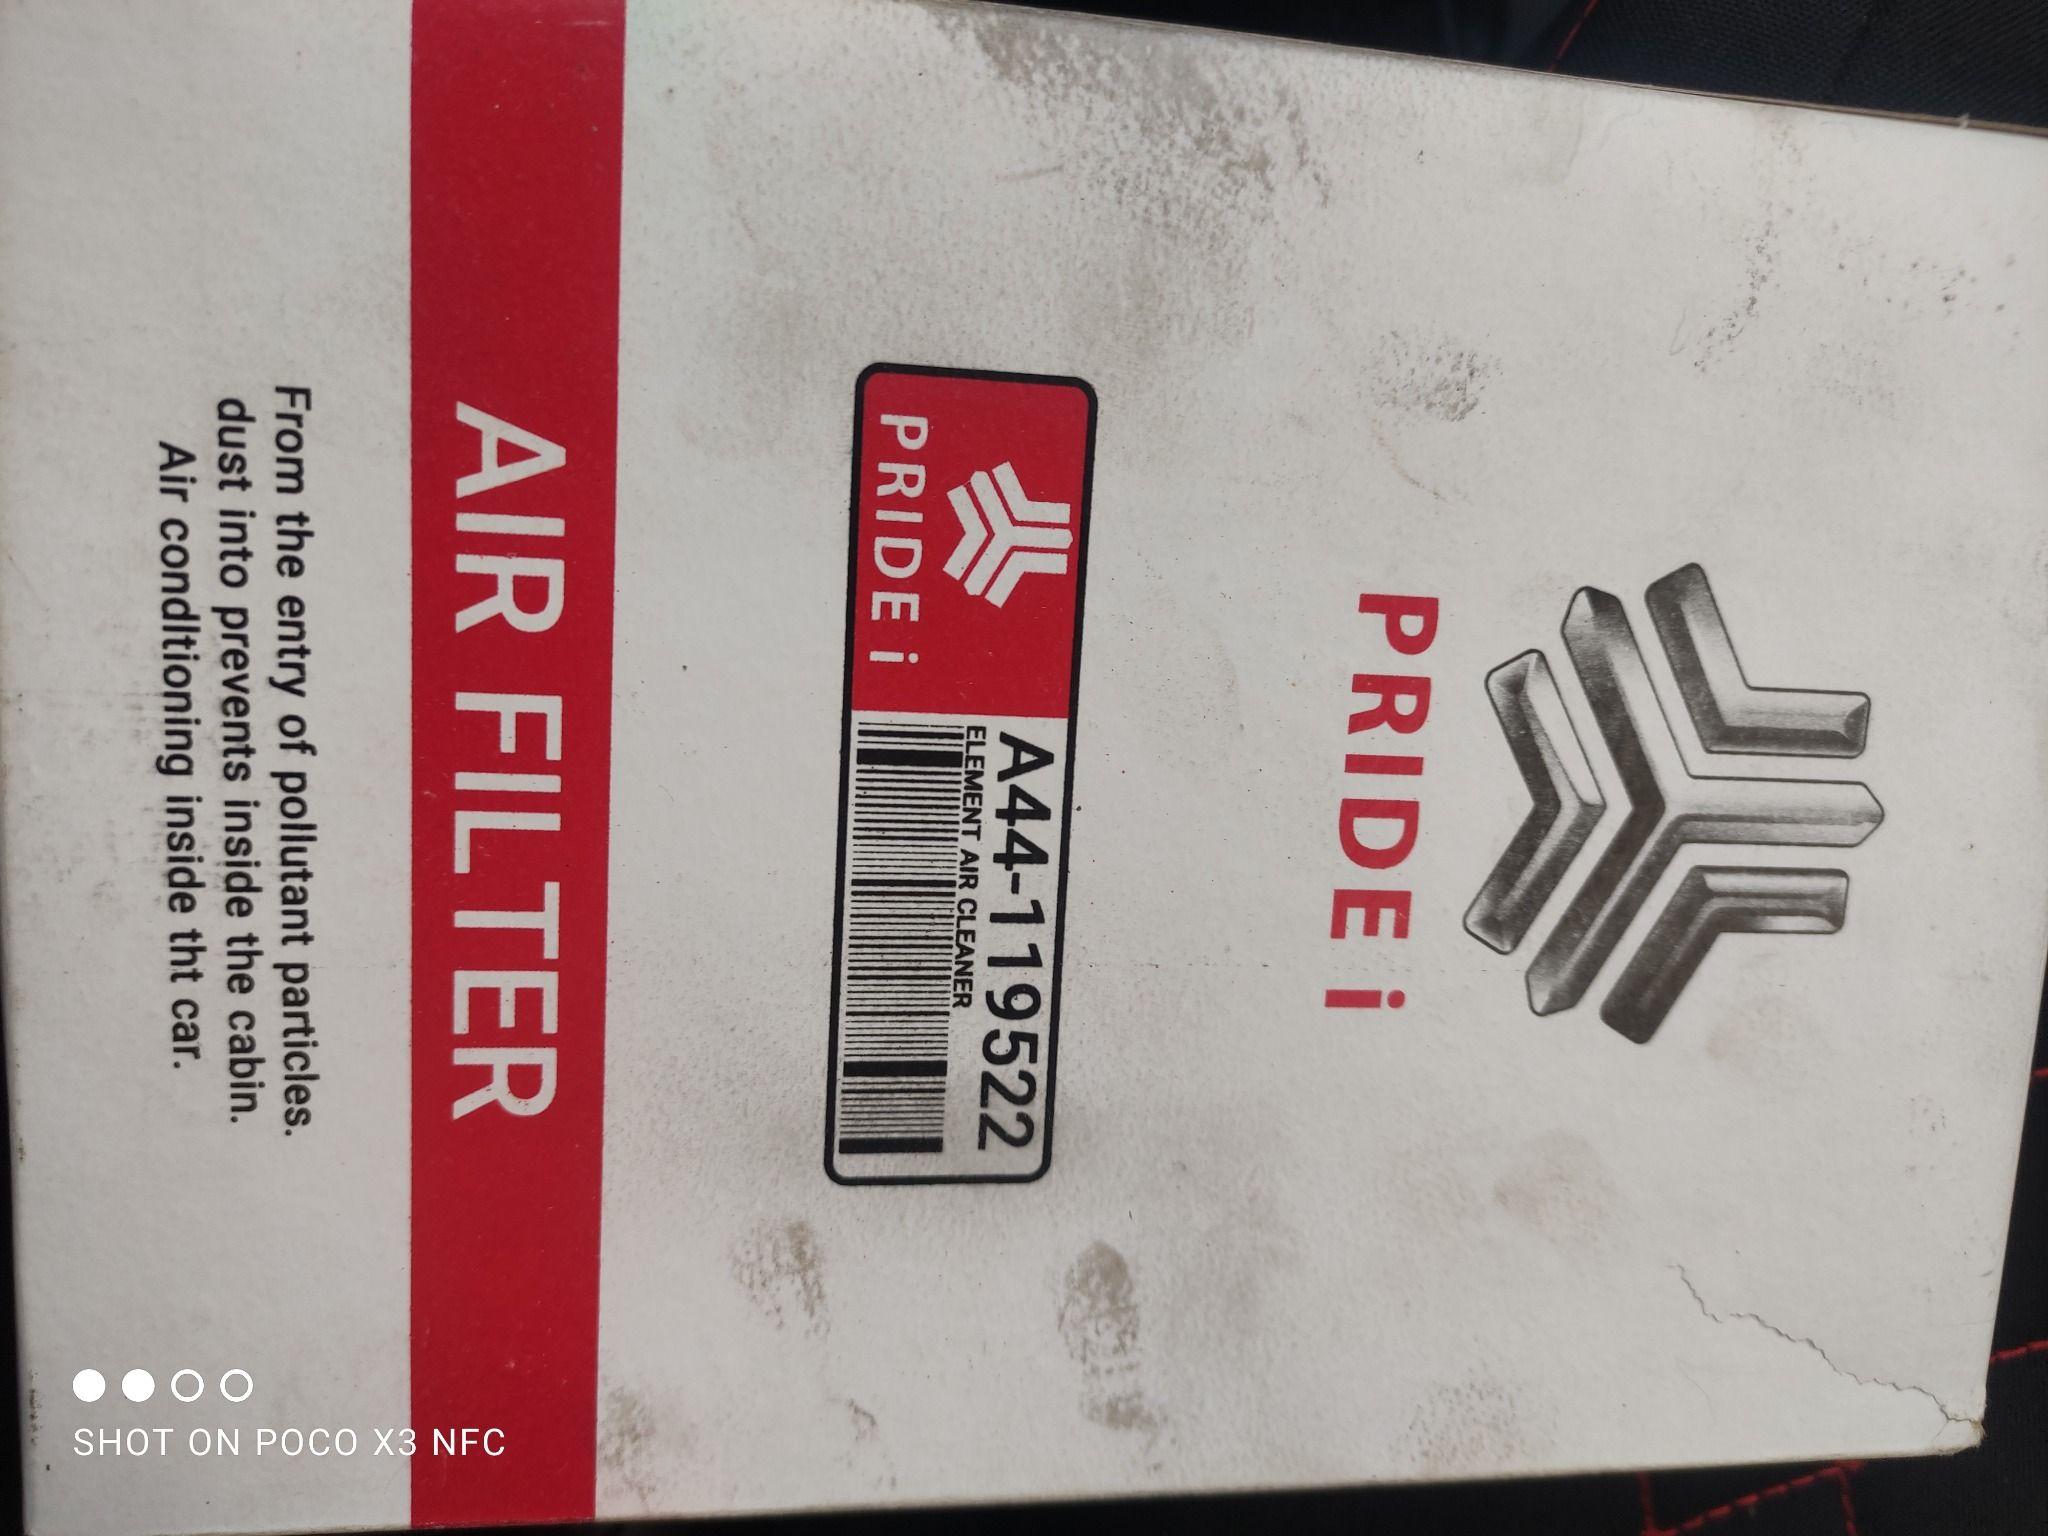 PRIDE i
PRIDE i
A44-1119522
ELEMENT AIR CLEANER
AIR FILTER
From the entry of pollutant particles.
dust into prevents inside the cabin.
Air condltioning inside tht car.
SHOT ON POCO X3 NFC